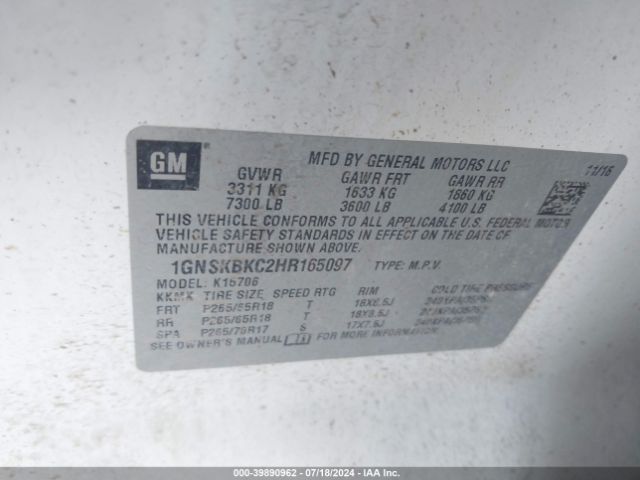 GM
MFD BY GENERAL MOTORS LLC
11/16
GVWR GAWR FRT GAWR RR
3311 KG 1633 KG 1660 KG
7300 LB 3600 LB 4100 LB
THIS VEHICLE CONFORMS TO ALL APPLICABLE U.S. FEDERAL MOTOR
VEHICLE SAFETY STANDARDS IN EFFECT ON THE DATE OF
MANUFACTURE SHOWN ABOVE.
1GNSKBKC2HR165097 TYPE: M.P.V.
MODEL: K15706
KKMK TIRE SIZE SPEED RTG RIM COLD TIRE PRESSURE
FRT P265/65R18 T 18X8.5J
RR P265/65R18 T 18X8.5J
SPA P265/70R17 S 17X7.5J
SEE OWNER'S MANUAL FOR MORE INFORMATION.
000-39890962 - 07/18/2024 - IAA, Inc.